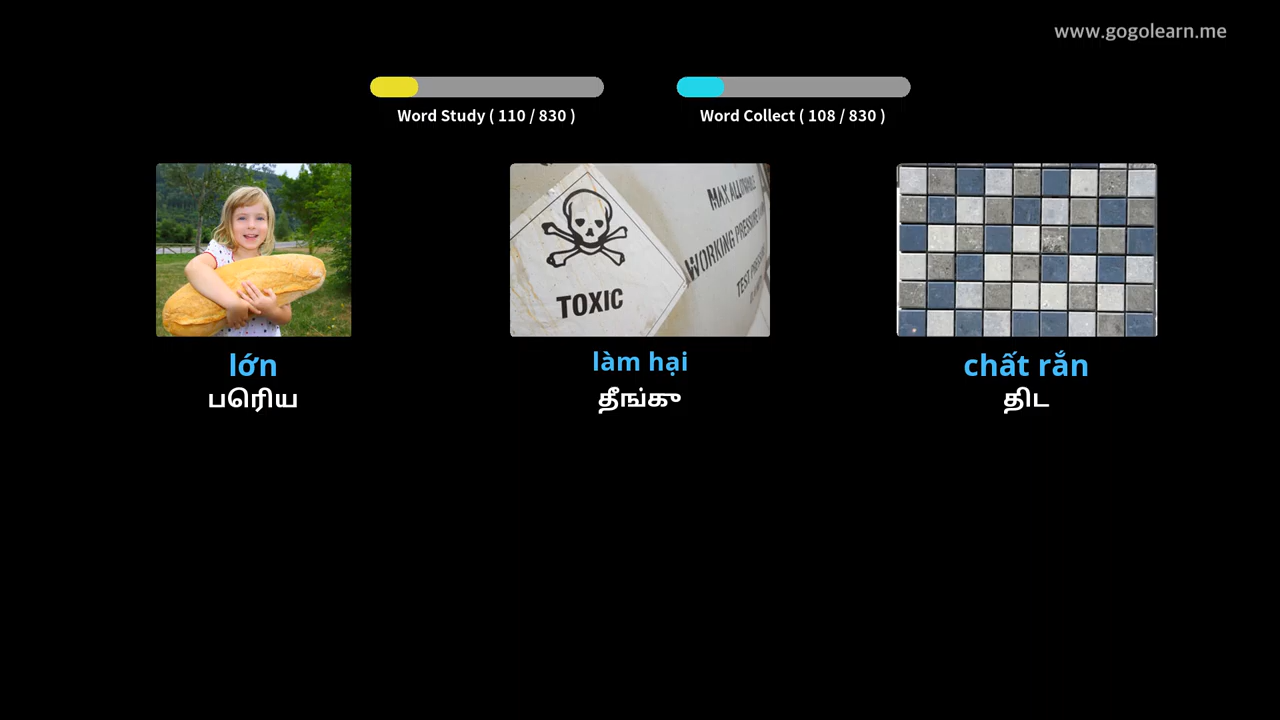 www.gogolearn.me
Word Study ( 110 / 830 )
Word Collect ( 108 / 830 )
TOXIC
MAX ALLOWABLE
WORKING PRESSURE
lớn
பெரிய
làm hại
தீங்கு
chất rắn
திட